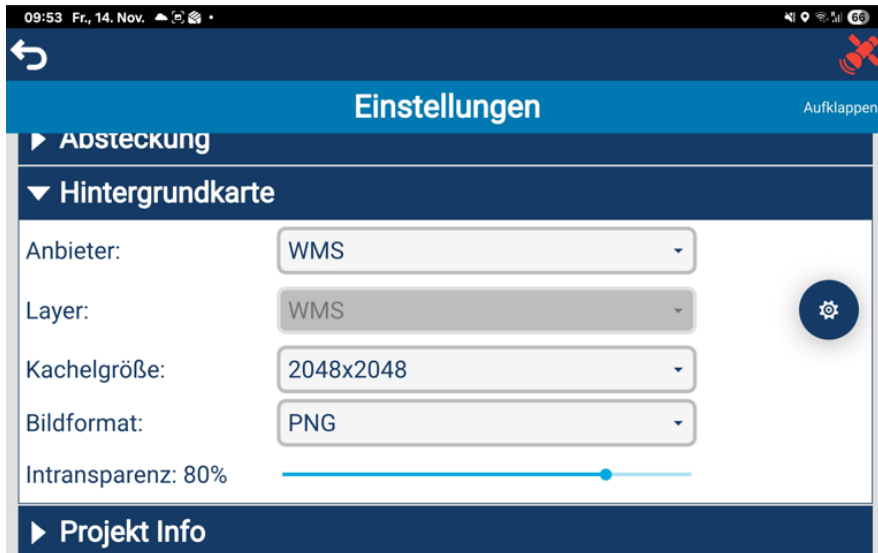 09:53 Fr., 14. Nov.
66
Einstellungen
Aufklappen
Absteckung
Hintergrundkarte
Anbieter: WMS
Layer: WMS
Kachelgröße: 2048x2048
Bildformat: PNG
Intransparenz: 80%
Projekt Info